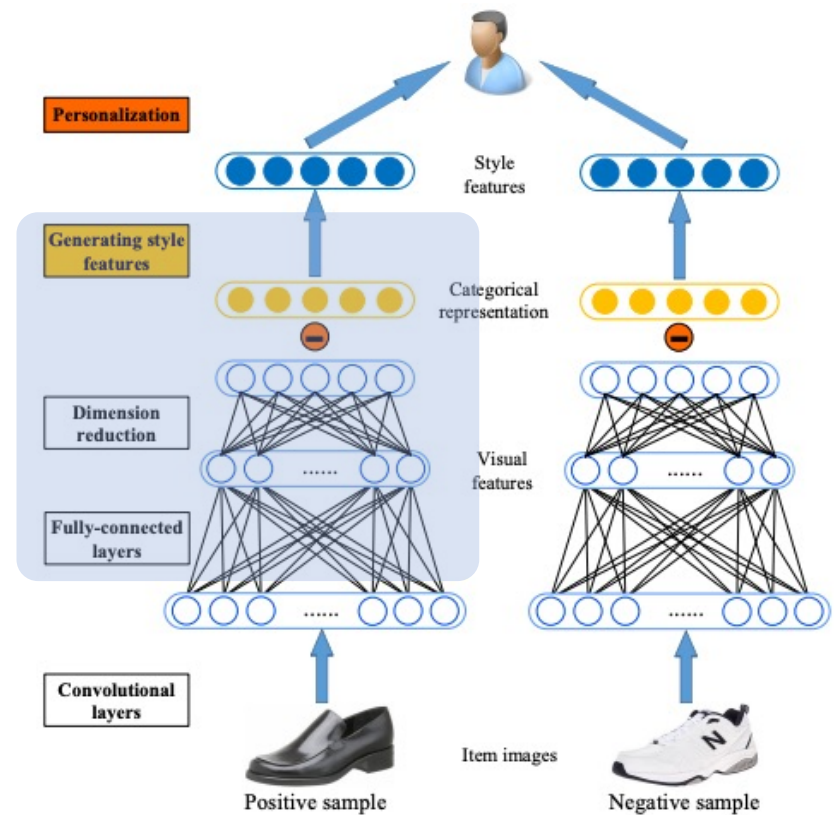 Personalization
Style
features
Generating style
features
Categorical
representation
Dimension
reduction
......
......
Visual
features
Fully-connected
layers
......
......
Convolutional
layers
N
Item images
Positive sample
Negative sample